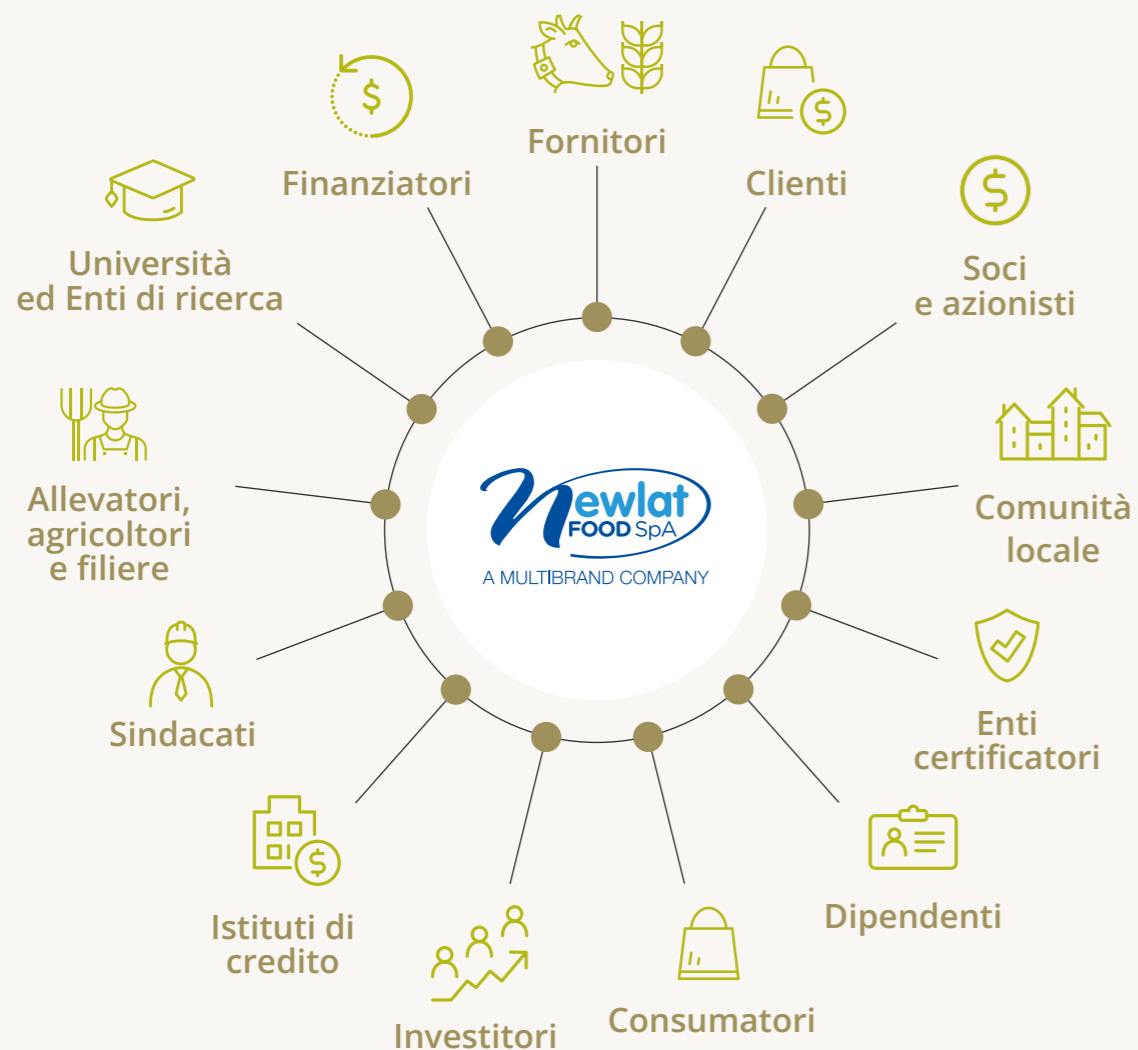 Fornitori
Clienti
Soci
e azionisti
Comunità
locale
Enti
certificatori
Dipendenti
Consumatori
Investitori
Istituti di
credito
Sindacati
Allevatori,
agricoltori
e filiere
Università
ed Enti di ricerca
Finanziatori
Newlat
FOOD SpA
A MULTIBRAND COMPANY